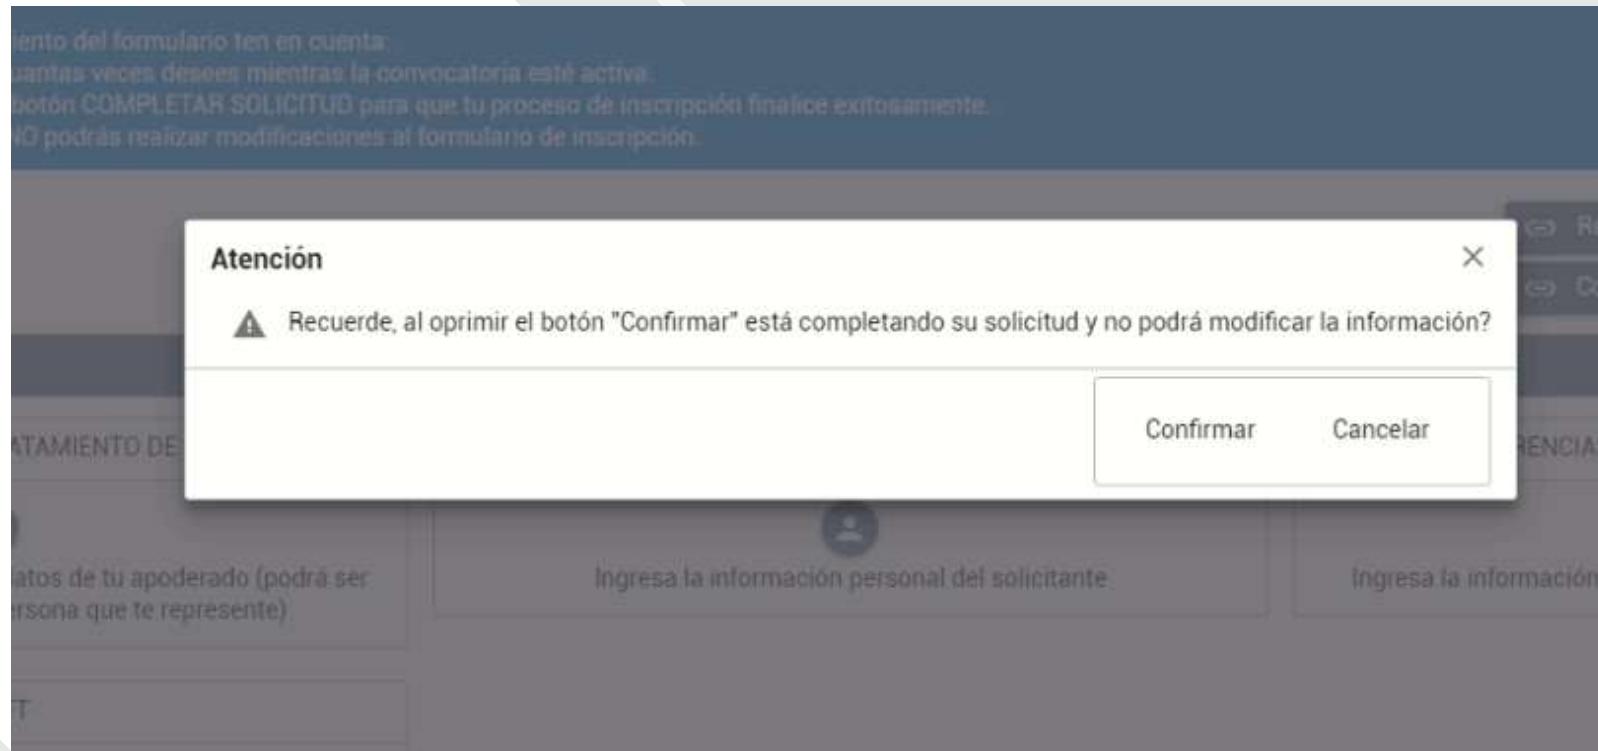 iento del formulario ten en cuenta:
uantas veces desees mientras la convocatoria esté activa.
botón COMPLETAR SOLICITUD para que tu proceso de inscripción finalice exitosamente.
NO podrás realizar modificaciones al formulario de inscripción.
Re
Atención
Co
Recuerde, al oprimir el botón "Confirmar" está completando su solicitud y no podrá modificar la información?
Confirmar Cancelar
ATAMIENTO DE
RENCIA
atos de tu apoderado (podrá ser
ersona que te represente)
Ingresa la información personal del solicitante
Ingresa la información
T